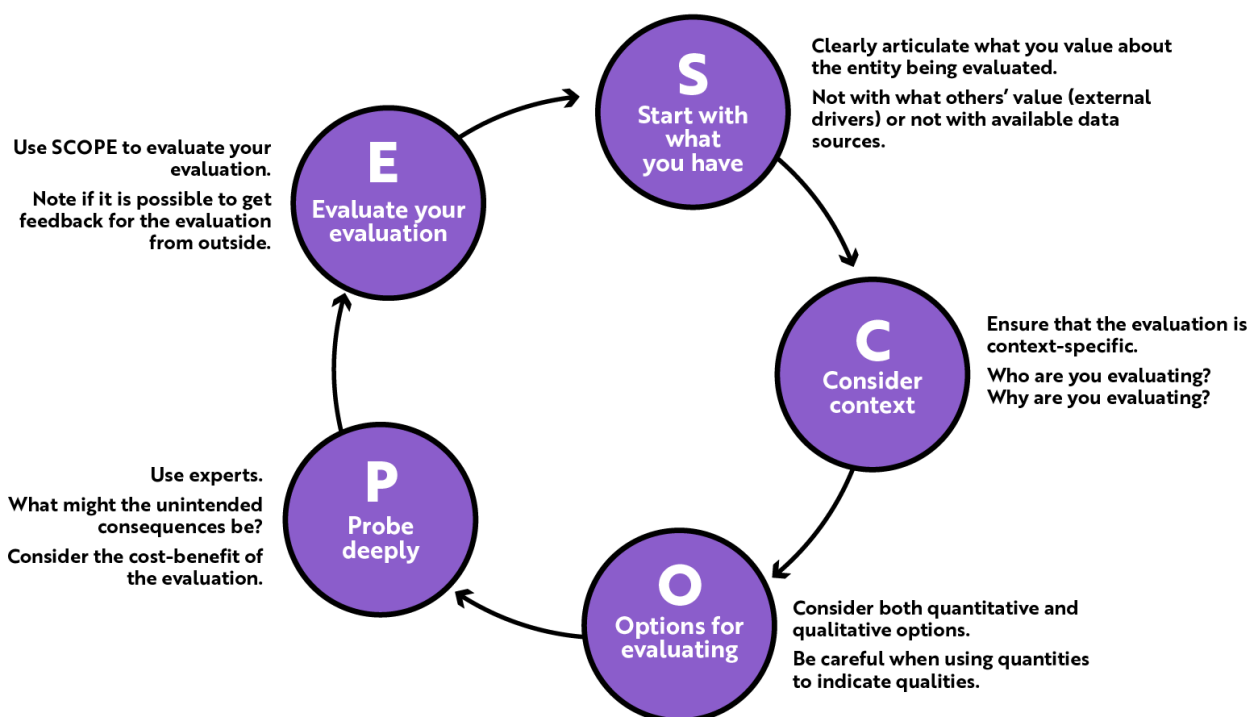 S
Start with
what
you have
Clearly articulate what you value about
the entity being evaluated.
Not with what others’ value (external
drivers) or not with available data
sources.
C
Consider
context
Ensure that the evaluation is
context-specific.
Who are you evaluating?
Why are you evaluating?
O
Options for
evaluating
Consider both quantitative and
qualitative options.
Be careful when using quantities
to indicate qualities.
P
Probe
deeply
Use experts.
What might the unintended
consequences be?
Consider the cost-benefit of
the evaluation.
E
Evaluate your
evaluation
Use SCOPE to evaluate your
evaluation.
Note if it is possible to get
feedback for the evaluation
from outside.